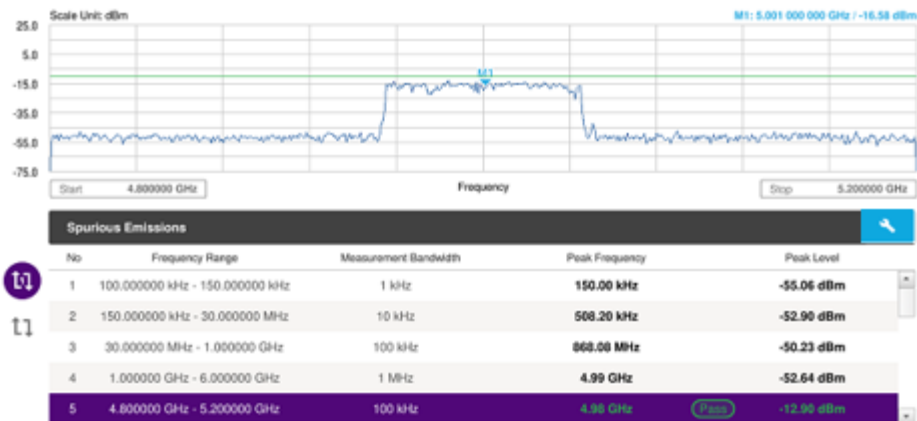 Scale Unit: dBm M1: 5.001 000 000 GHz / -16.58 dBm
25.0
5.0
M1
-15.0
-35.0
-55.0
-75.0
Start 4.800000 GHz Frequency Stop 5.200000 GHz
Spurious Emissions
No Frequency Range Measurement Bandwidth Peak Frequency Peak Level
1 100.000000 kHz - 150.000000 kHz 1 kHz 150.00 kHz -55.06 dBm
2 150.000000 kHz - 30.000000 MHz 10 kHz 508.20 kHz -52.90 dBm
3 30.000000 MHz - 1.000000 GHz 100 kHz 868.08 MHz -50.23 dBm
4 1.000000 GHz - 6.000000 GHz 1 MHz 4.99 GHz -52.64 dBm
5 4.800000 GHz - 5.200000 GHz 100 kHz 4.98 GHz Pass -12.90 dBm